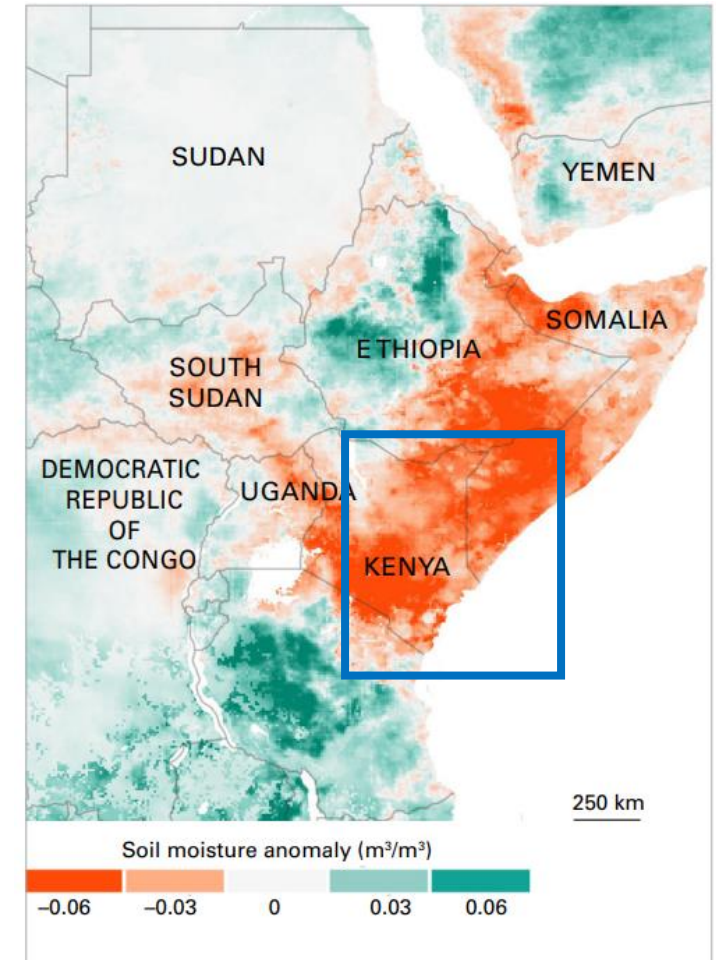 SUDAN
YEMEN
SOMALIA
ETHIOPIA
SOUTH
SUDAN
DEMOCRATIC
REPUBLIC
OF
THE CONGO
UGANDA
KENYA
250 km
Soil moisture anomaly (m³/m³)
–0.06 –0.03 0 0.03 0.06